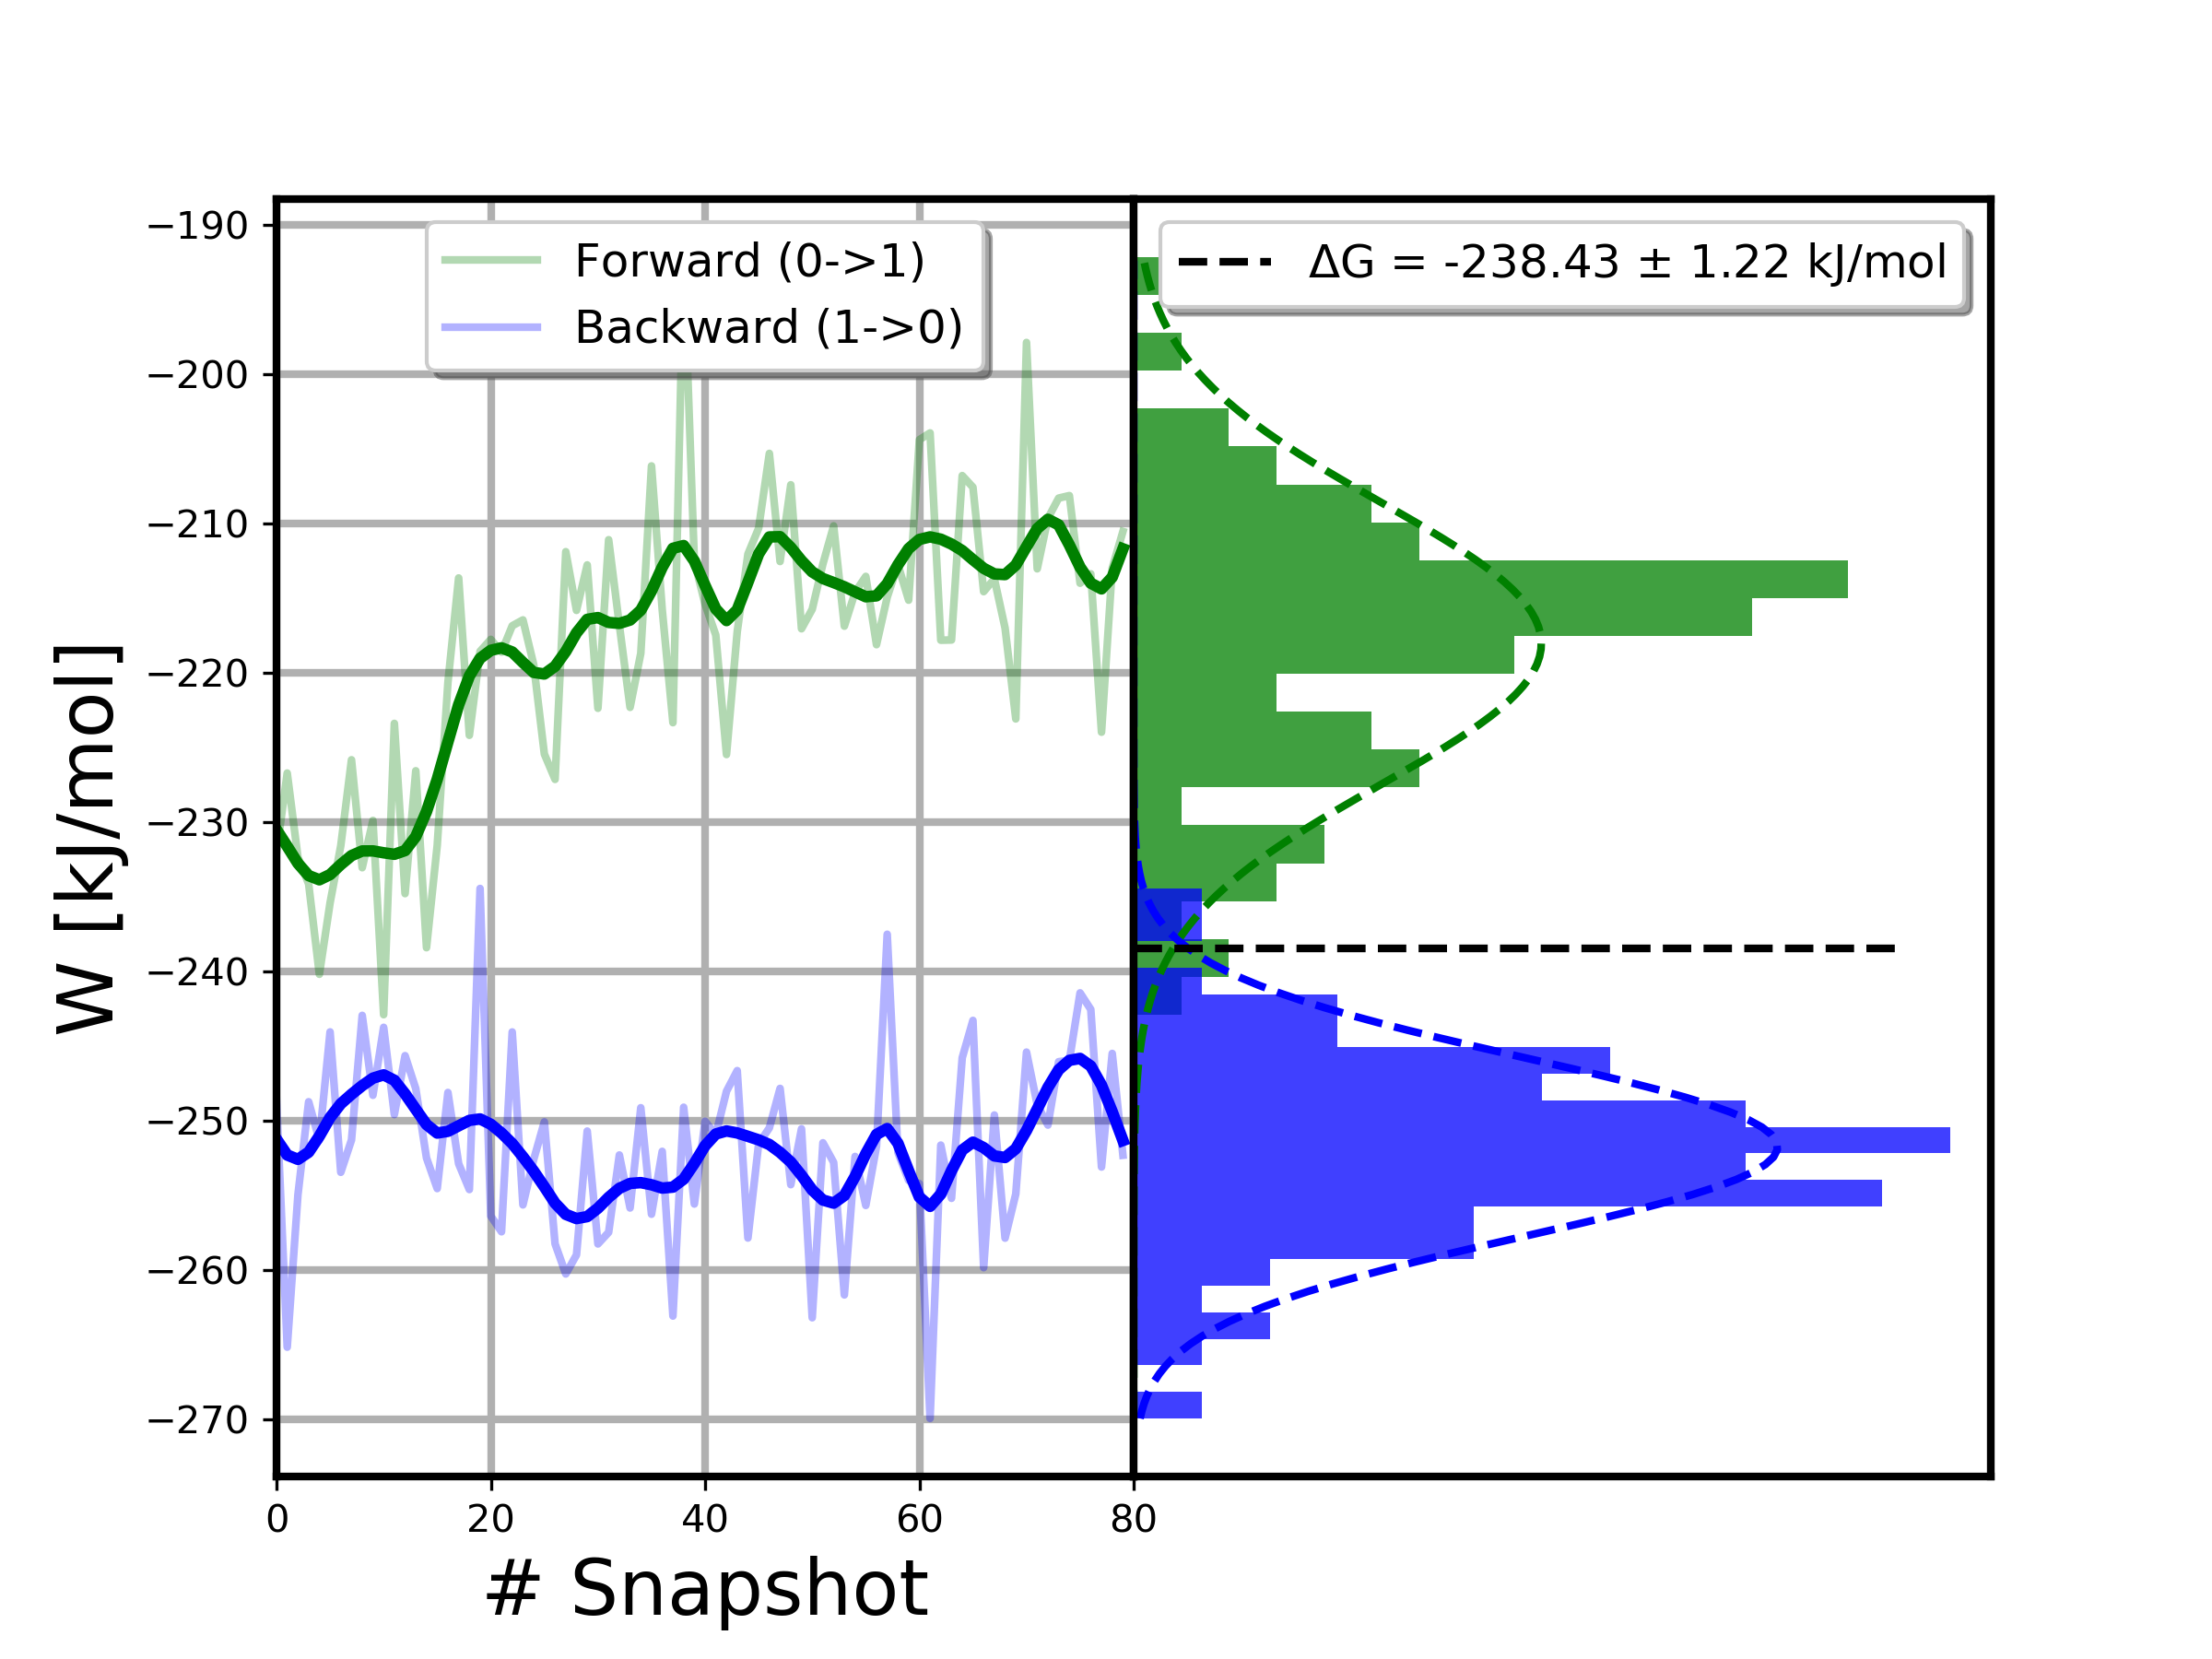 Forward (0->1)
Backward (1->0)
ΔG = -238.43 ± 1.22 kJ/mol
W [kJ/mol]
−190
−200
−210
−220
−230
−240
−250
−260
−270
0 20 40 60 80
# Snapshot